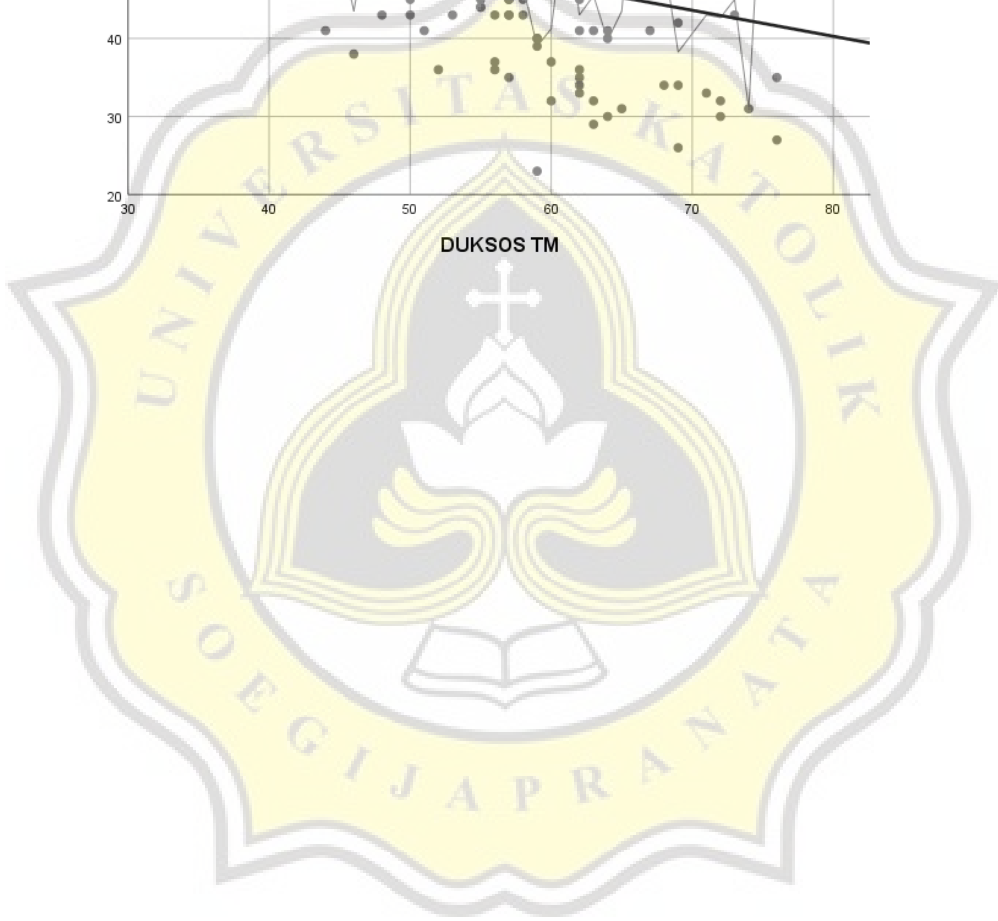 40
30
20
30 40 50 60 70 80
DUKSOS TM
UNIVERSITAS KATOLIK
SOEGIJAPRANATA